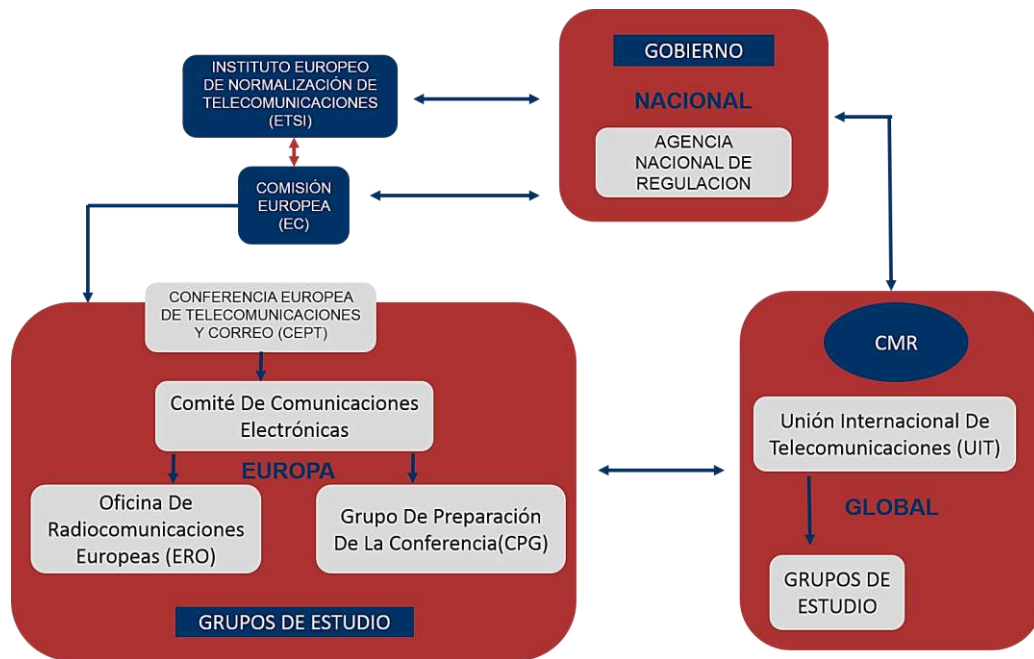 INSTITUTO EUROPEO
DE NORMALIZACIÓN DE
TELECOMUNICACIONES
(ETSI)
COMISIÓN
EUROPEA
(EC)
GOBIERNO
NACIONAL
AGENCIA
NACIONAL DE
REGULACION
CONFERENCIA EUROPEA
DE TELECOMUNICACIONES
Y CORREO (CEPT)
Comité De Comunicaciones
Electrónicas
EUROPA
Oficina De
Radiocomunicaciones
Europeas (ERO)
Grupo De Preparación
De La Conferencia(CPG)
GRUPOS DE ESTUDIO
CMR
Unión Internacional De
Telecomunicaciones (UIT)
GLOBAL
GRUPOS DE
ESTUDIO